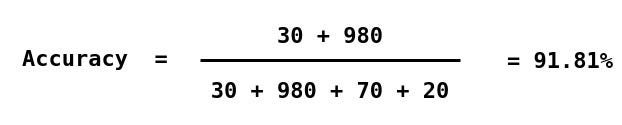 30 + 980
Accuracy = = 91.81%
30 + 980 + 70 + 20